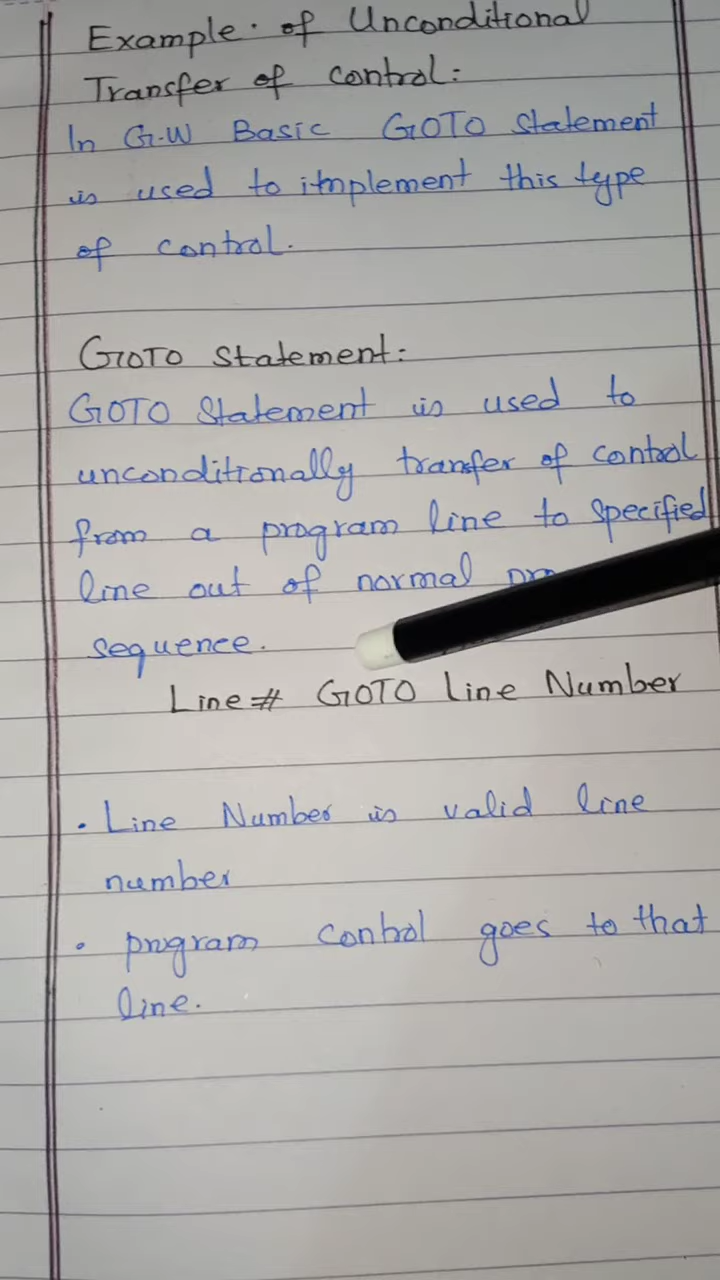 Example. of Unconditional
Transfer of control:
In G.W Basic GOTO Statement
is used to implement this type
of control.
GOTO Statement:
GOTO Statement is used to
unconditionally transfer of control
from a program line to specified
line out of normal
sequence.
Line# GOTO Line Number
. Line Number is valid line
number
. program control goes to that
line.